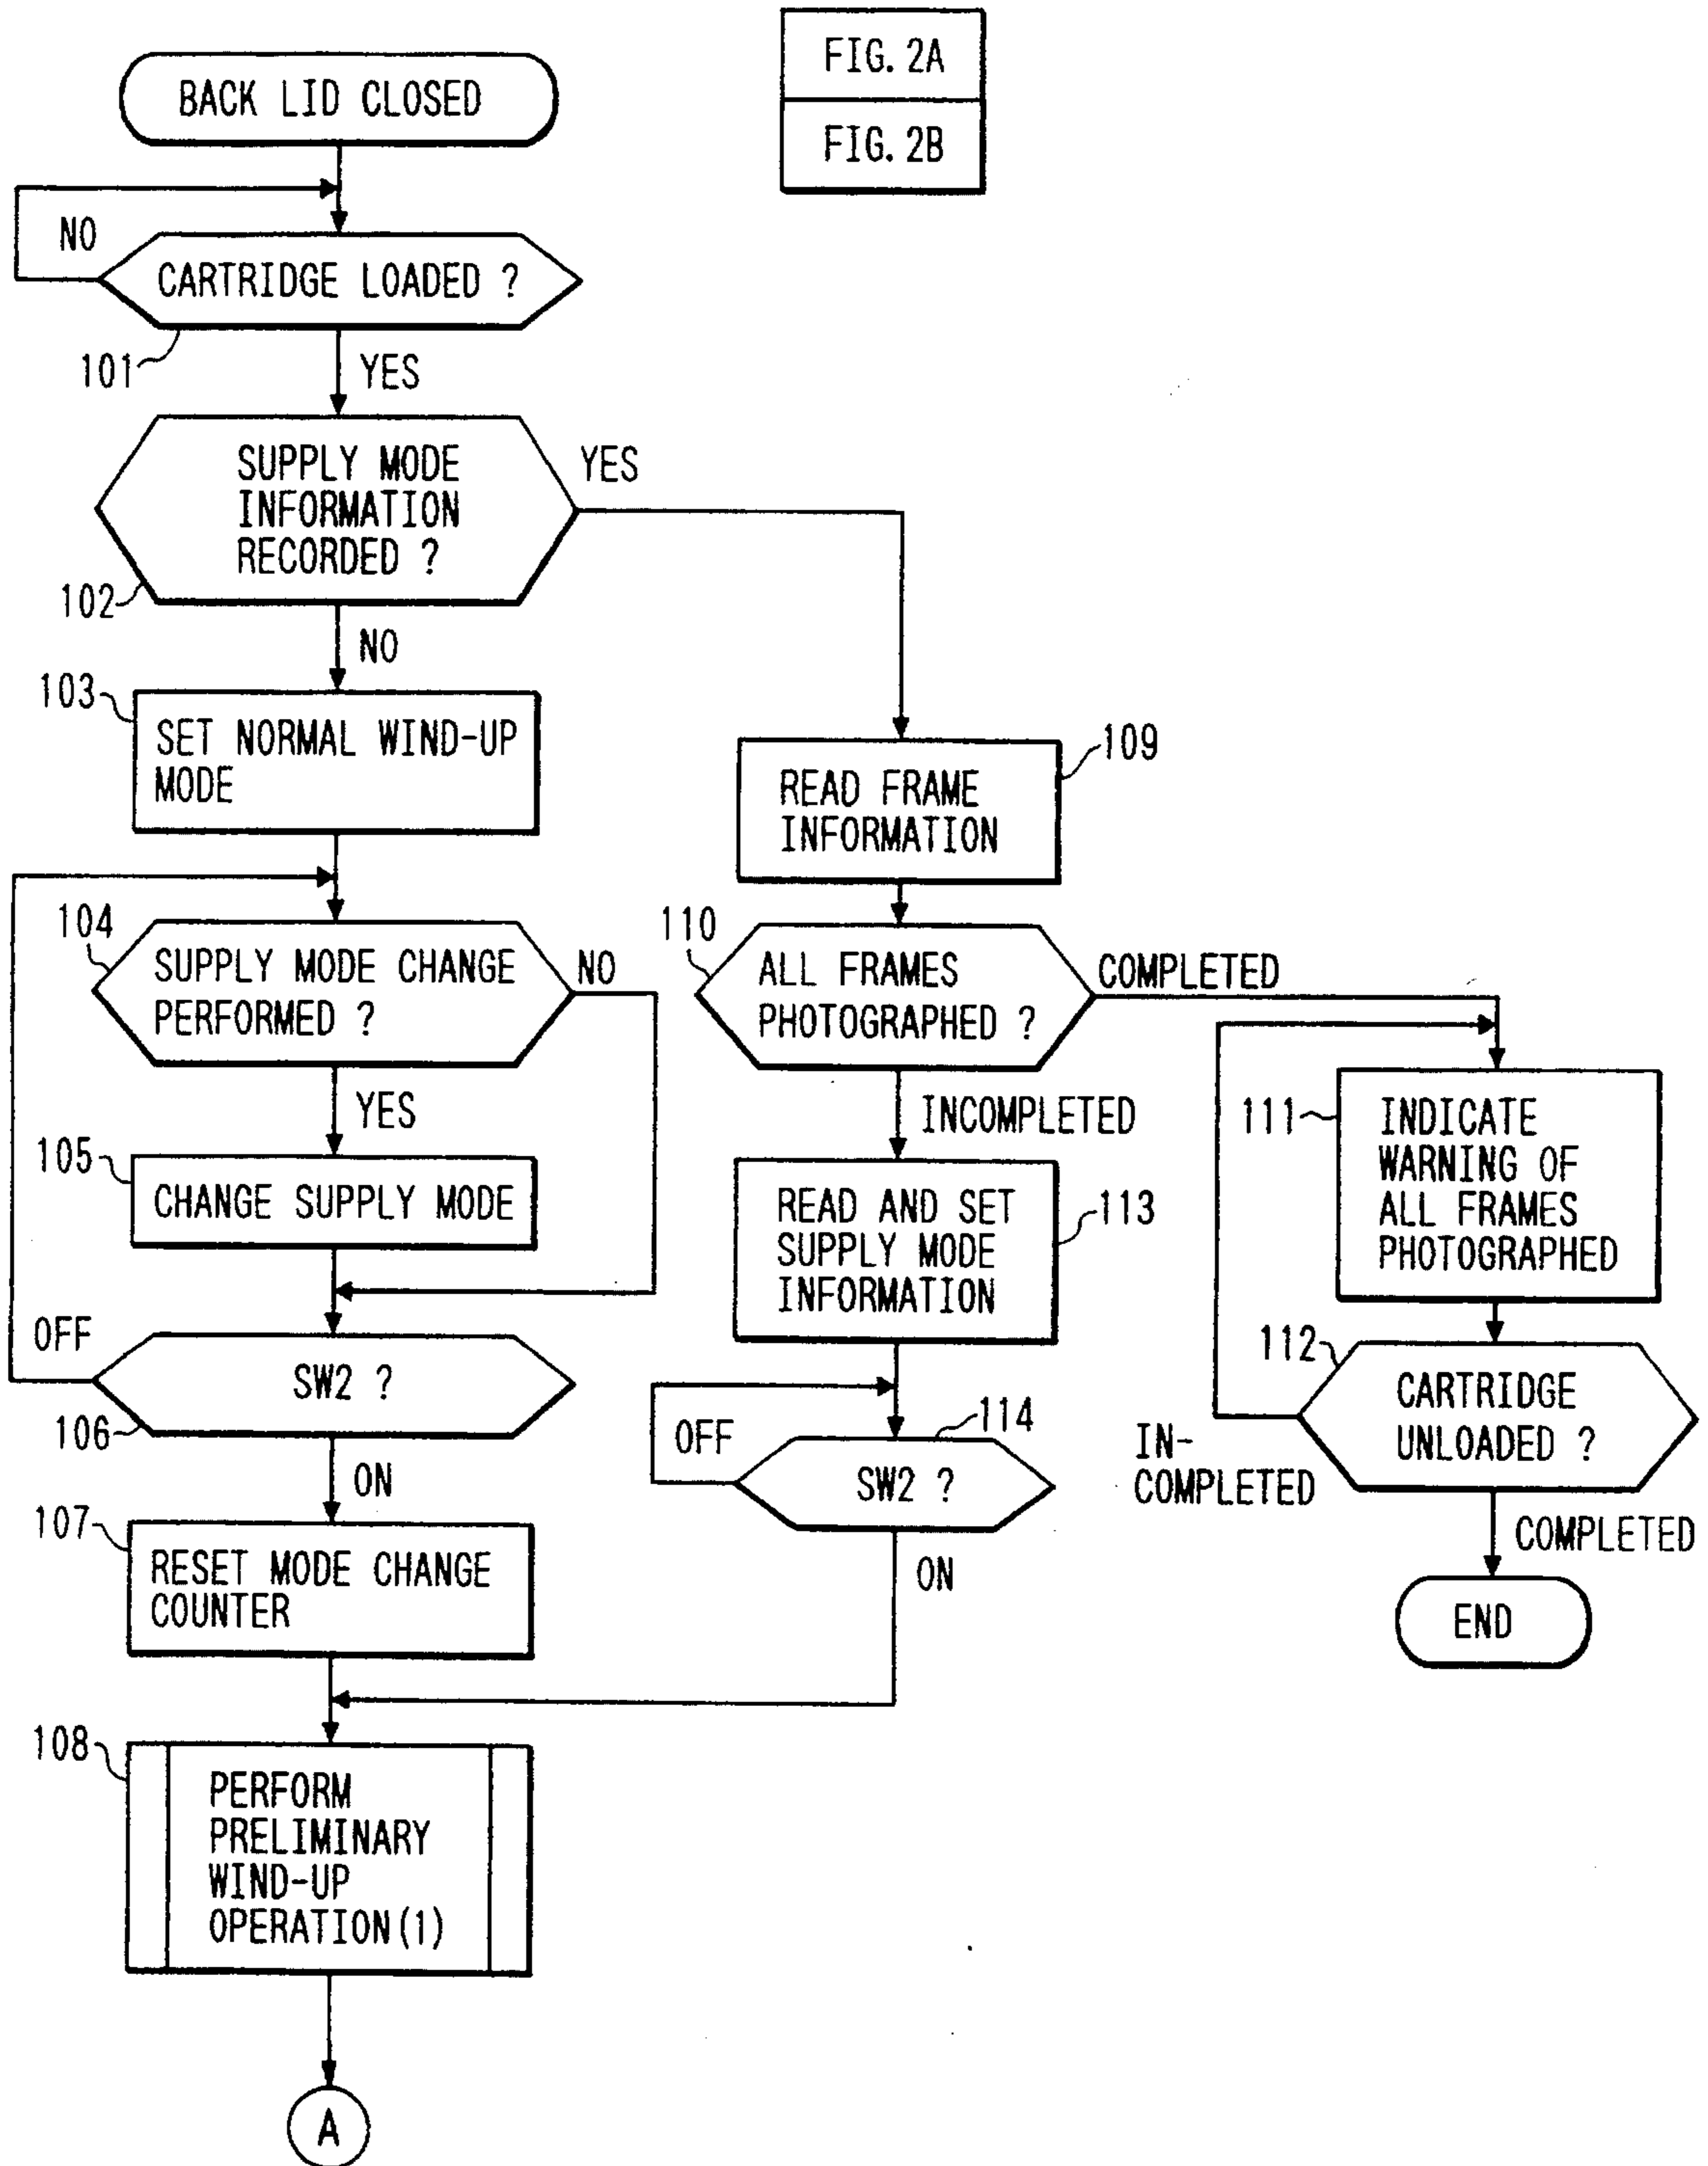 FIG. 2A
FIG. 2B
BACK LID CLOSED
NO
CARTRIDGE LOADED ?
101
YES
SUPPLY MODE
INFORMATION
RECORDED ?
YES
102
NO
103
SET NORMAL WIND-UP
MODE
104
SUPPLY MODE CHANGE
PERFORMED ?
NO
YES
105
CHANGE SUPPLY MODE
OFF
SW2 ?
106
ON
107
RESET MODE CHANGE
COUNTER
108
PERFORM
PRELIMINARY
WIND-UP
OPERATION(1)
A
109
READ FRAME
INFORMATION
110
ALL FRAMES
PHOTOGRAPHED ?
COMPLETED
INCOMPLETED
READ AND SET
SUPPLY MODE
INFORMATION
113
114
OFF
SW2 ?
ON
111
INDICATE
WARNING OF
ALL FRAMES
PHOTOGRAPHED
112
CARTRIDGE
UNLOADED ?
IN-
COMPLETED
COMPLETED
END